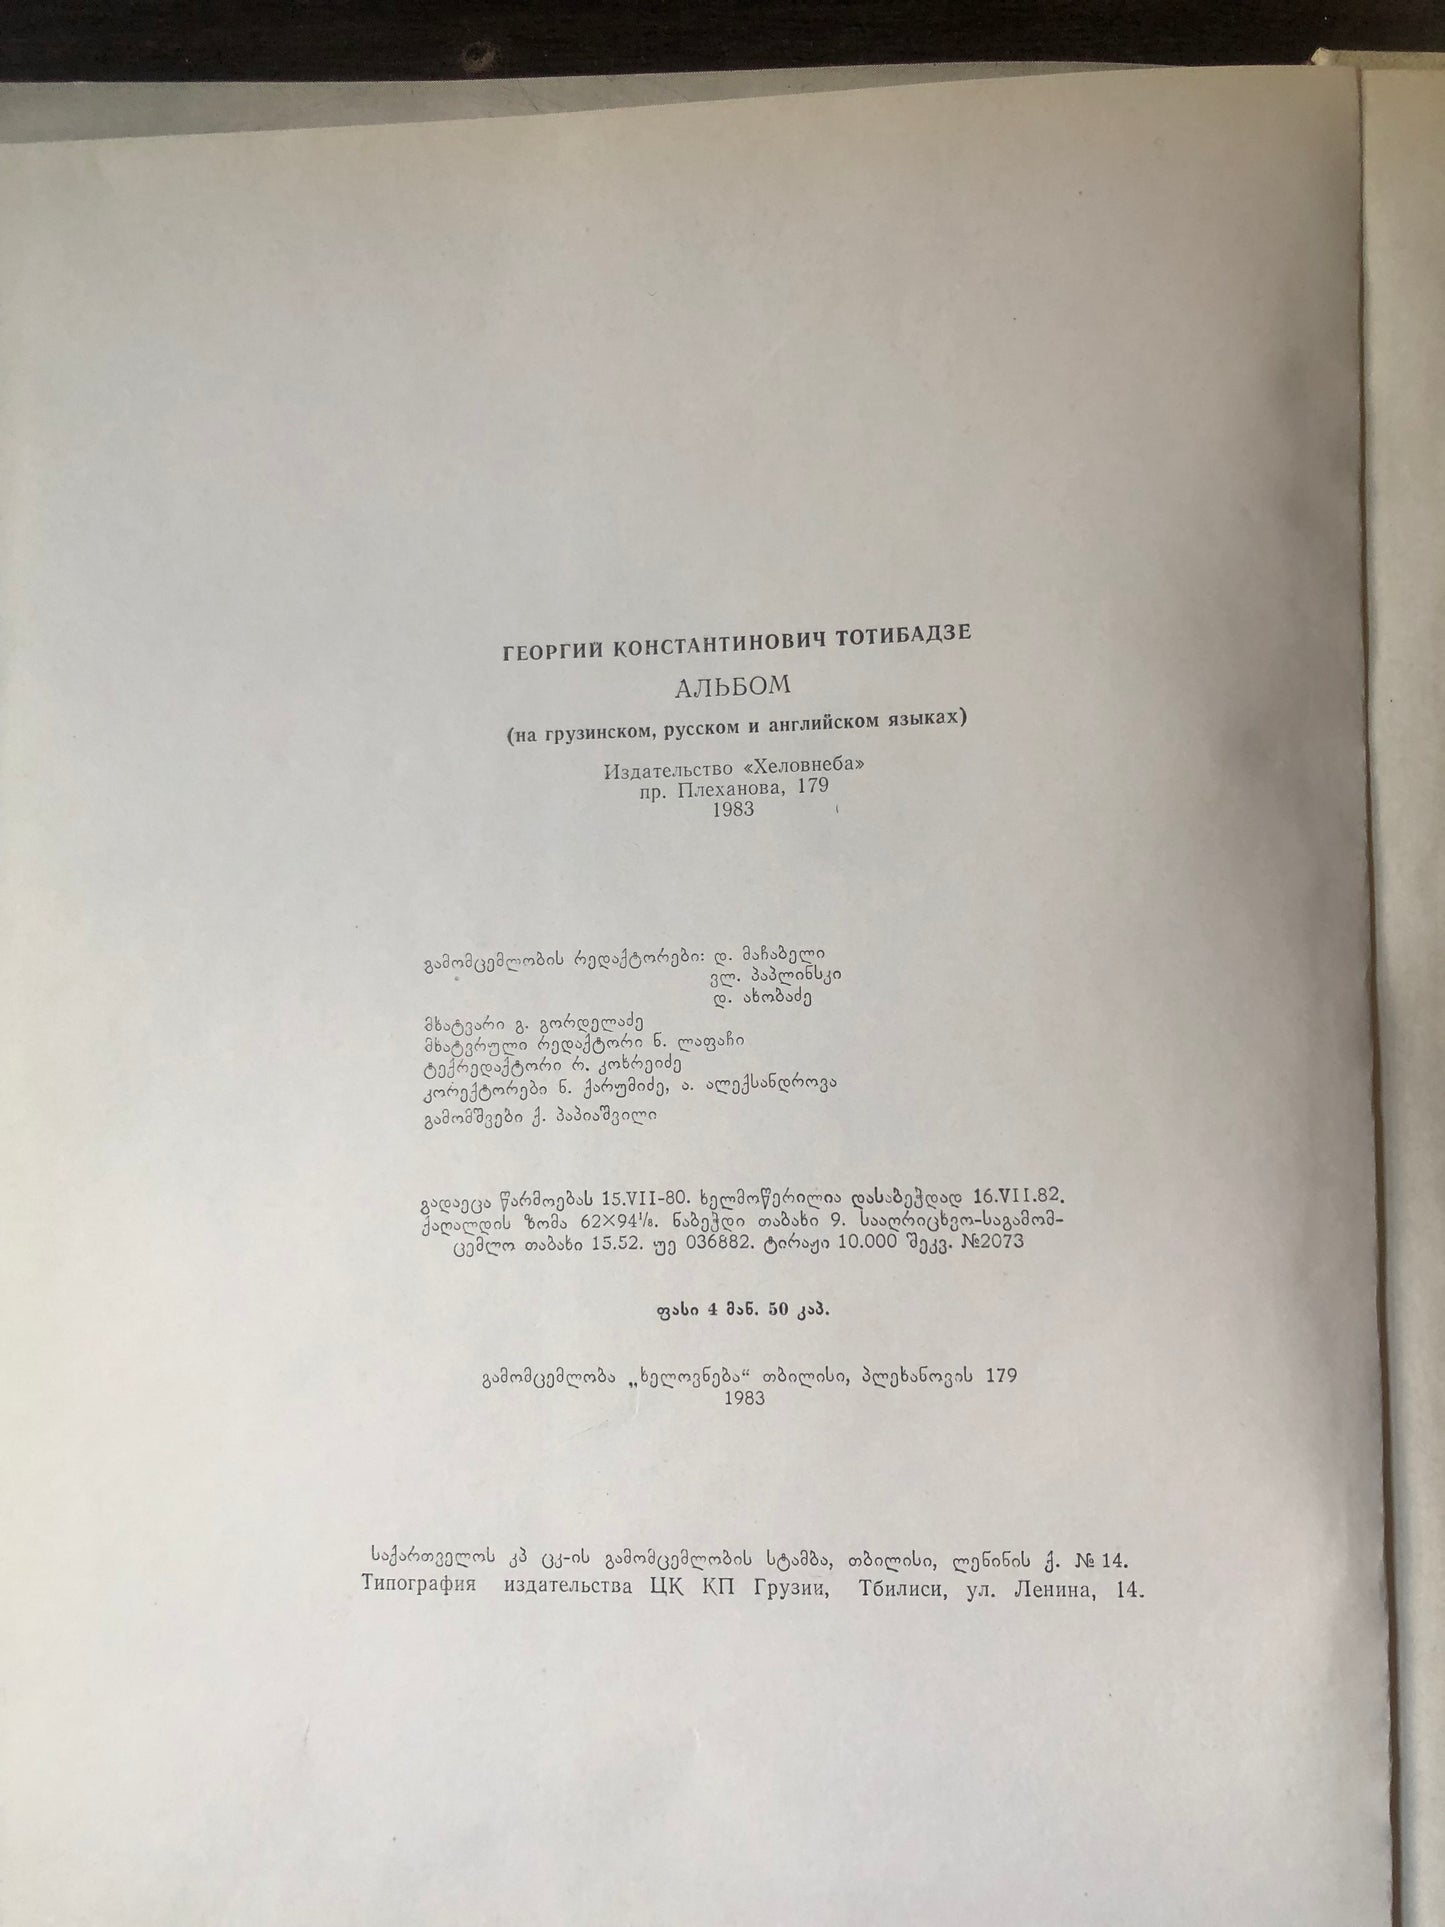 ГЕОРГИЙ КОНСТАНТИНОВИЧ ТОТИБАДЗЕ
АЛЬБОМ
(на грузинском, русском и английском языках)
Издательство «Хеловнеба»
пр. Плеханова, 179
1983
გამომცემლობის რედაქტორები: დ. მაჩაბელი
ვლ. პაპლინსკი
დ. ახობაძე
მხატვარი გ. გორდელაძე
მხატვრული რედაქტორი ნ. ლაფაჩი
ტექრედაქტორი რ. კოხრეიძე
კორექტორები ნ. ქარუმიძე, ა. ალექსანდროვა
გამომშვები ქ. პაპიაშვილი
გადაეცა წარმოებას 15.VII-80. ხელმოწერილია დასაბეჭდად 16.VII.82.
ქაღალდის ზომა 62×94⅛. ნაბეჭდი თაბახი 9. სააღრიცხვო-საგამომ-
ცემლო თაბახი 15.52. უე 036882. ტირაჟი 10.000 შეკვ. №2073
ფასი 4 მან. 50 კაპ.
გამომცემლობა „ხელოვნება“ თბილისი, პლეხანოვის 179
1983
საქართველოს კპ ცკ-ის გამომცემლობის სტამბა, თბილისი, ლენინის ქ. № 14.
Типография издательства ЦК КП Грузии, Тбилиси, ул. Ленина, 14.